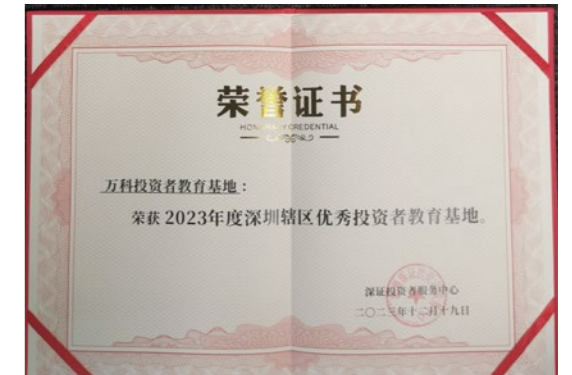 荣誉证书
HONORARY CREDENTIAL
万科投资者教育基地：
荣获2023年度深圳辖区优秀投资者教育基地。
深证投资者服务中心
二〇二三年十二月十九日